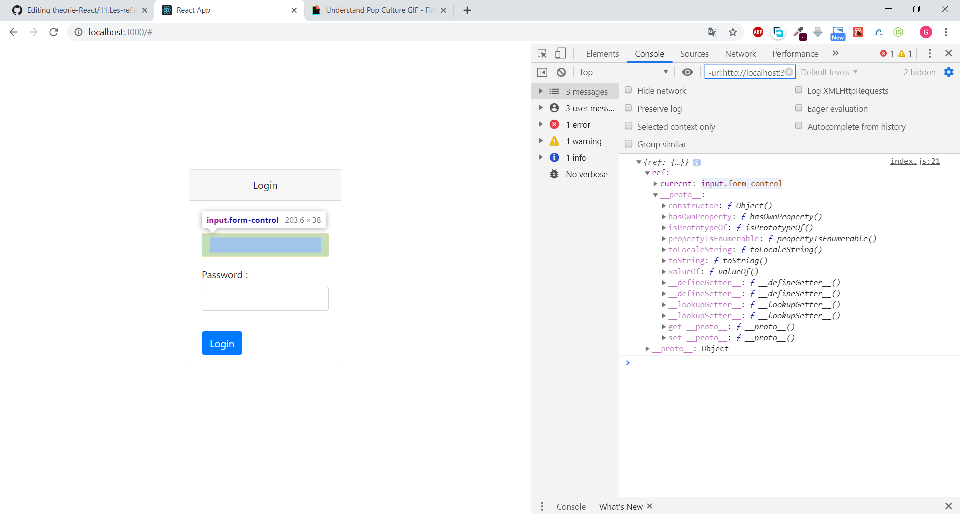 Editing theorie-React/11.Les-ref
React App
Understand Pop Culture GIF - Fin
localhost:3000/#
ABP
New
G
Elements
Console
Sources
Network
Performance
1
1
top
-url:http://localhost:3
Default levels
2 hidden
3 messages
3 user mess...
1 error
1 warning
1 info
No verbose
Hide network
Log XMLHttpRequests
Preserve log
Eager evaluation
Selected context only
Autocomplete from history
Group similar
{ref: {…}}
index.js:21
ref:
current: input.form-control
__proto__:
constructor: ƒ Object()
hasOwnProperty: ƒ hasOwnProperty()
isPrototypeOf: ƒ isPrototypeOf()
propertyIsEnumerable: ƒ propertyIsEnumerable()
toLocaleString: ƒ toLocaleString()
toString: ƒ toString()
valueOf: ƒ valueOf()
__defineGetter__: ƒ __defineGetter__()
__defineSetter__: ƒ __defineSetter__()
__lookupGetter__: ƒ __lookupGetter__()
__lookupSetter__: ƒ __lookupSetter__()
get __proto__: ƒ __proto__()
set __proto__: ƒ __proto__()
__proto__: Object
Login
input.form-control 203.6 × 38
Password :
Login
Console
What's New